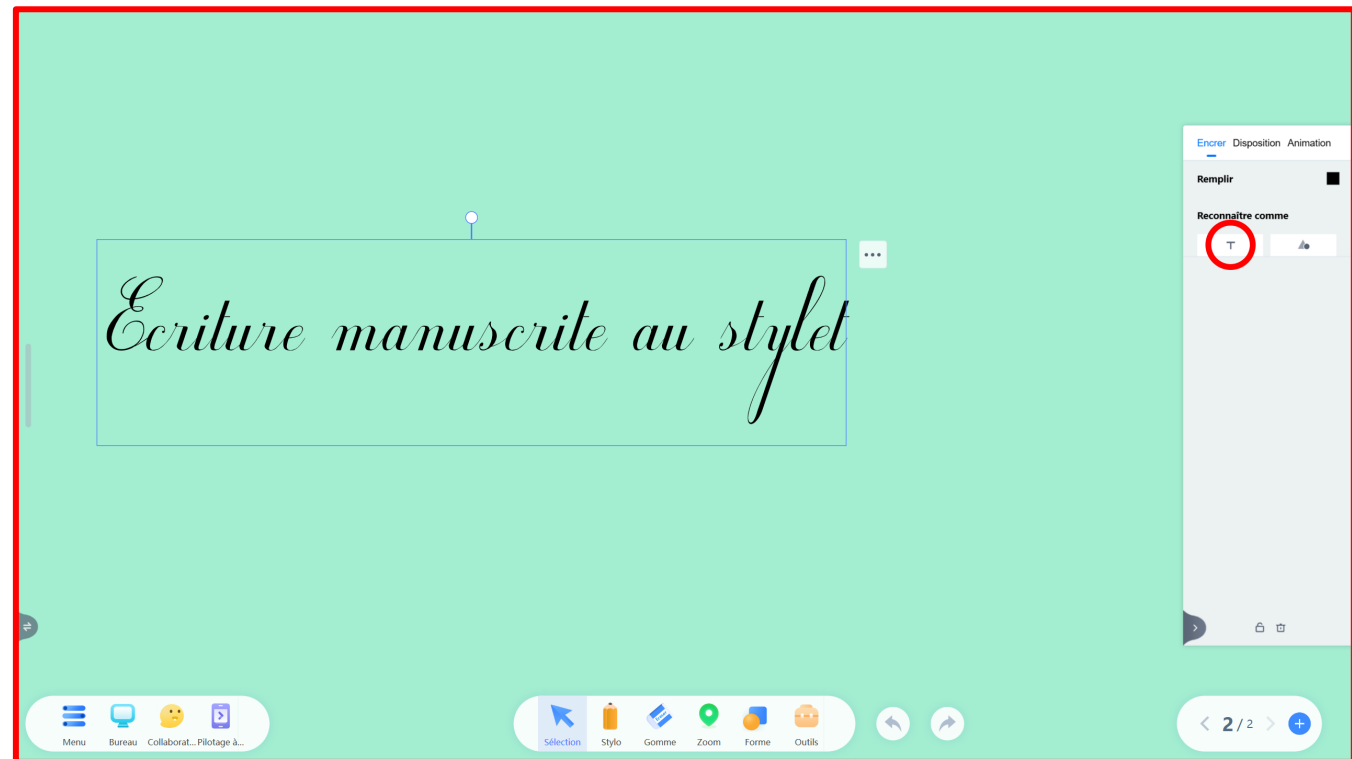 Encrer Disposition Animation
Remplir
Reconnaître comme
T
Ecriture manuscrite au stylet
Menu Bureau Collaborat... Pilotage à...
Sélection Stylo Gomme Zoom Forme Outils
2 / 2